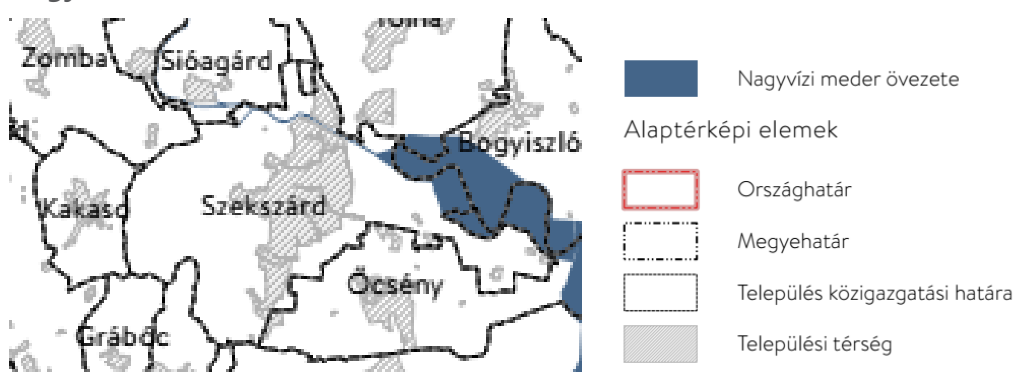 Zomba
Sióagárd
Bogyiszló
Kakasd
Szekszárd
Őcsény
Grábóc
Nagyvízi meder övezete
Alaptérképi elemek
Országhatár
Megyehatár
Település közigazgatási határa
Települési térség